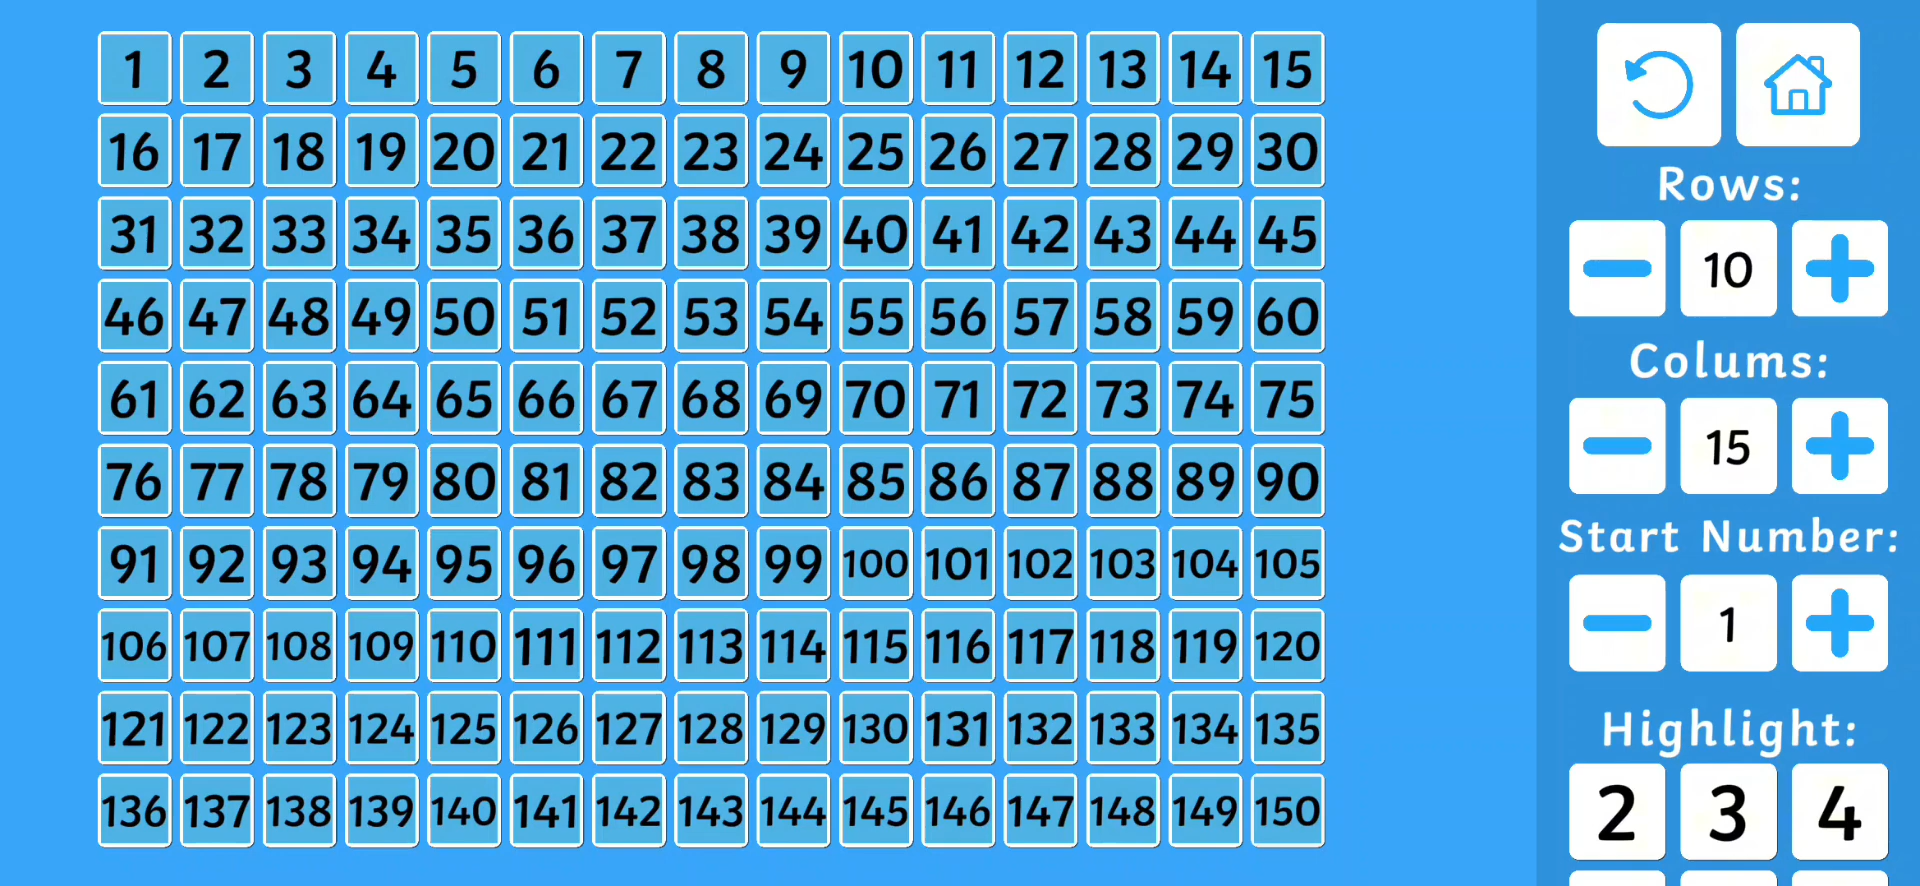 1 2 3 4 5 6 7 8 9 10 11 12 13 14 15
16 17 18 19 20 21 22 23 24 25 26 27 28 29 30
31 32 33 34 35 36 37 38 39 40 41 42 43 44 45
46 47 48 49 50 51 52 53 54 55 56 57 58 59 60
61 62 63 64 65 66 67 68 69 70 71 72 73 74 75
76 77 78 79 80 81 82 83 84 85 86 87 88 89 90
91 92 93 94 95 96 97 98 99 100 101 102 103 104 105
106 107 108 109 110 111 112 113 114 115 116 117 118 119 120
121 122 123 124 125 126 127 128 129 130 131 132 133 134 135
136 137 138 139 140 141 142 143 144 145 146 147 148 149 150
Rows:
10
Colums:
15
Start Number:
1
Highlight:
2 3 4